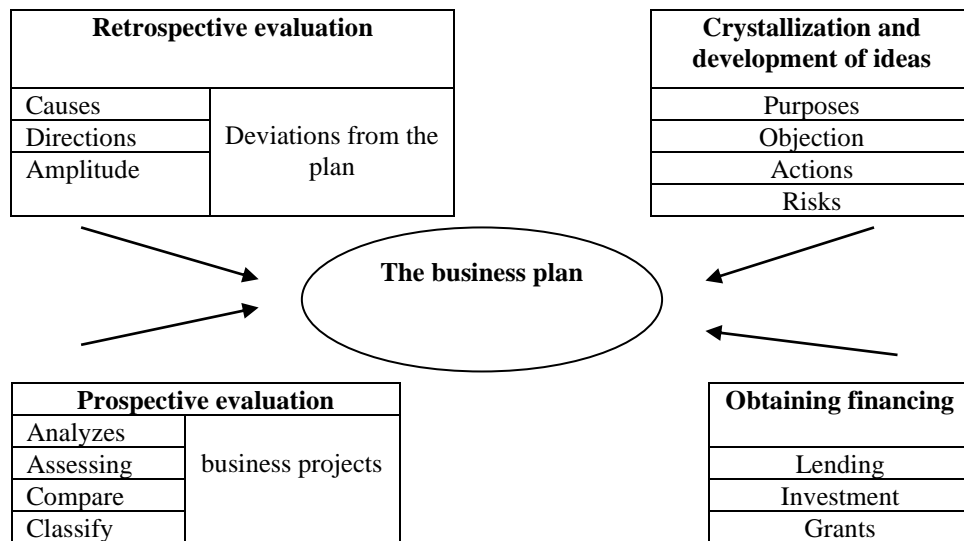 Retrospective evaluation
Causes
Directions
Amplitude
Deviations from the
plan
Crystallization and
development of ideas
Purposes
Objection
Actions
Risks
The business plan
Prospective evaluation
Analyzes
Assessing
Compare
Classify
business projects
Obtaining financing
Lending
Investment
Grants